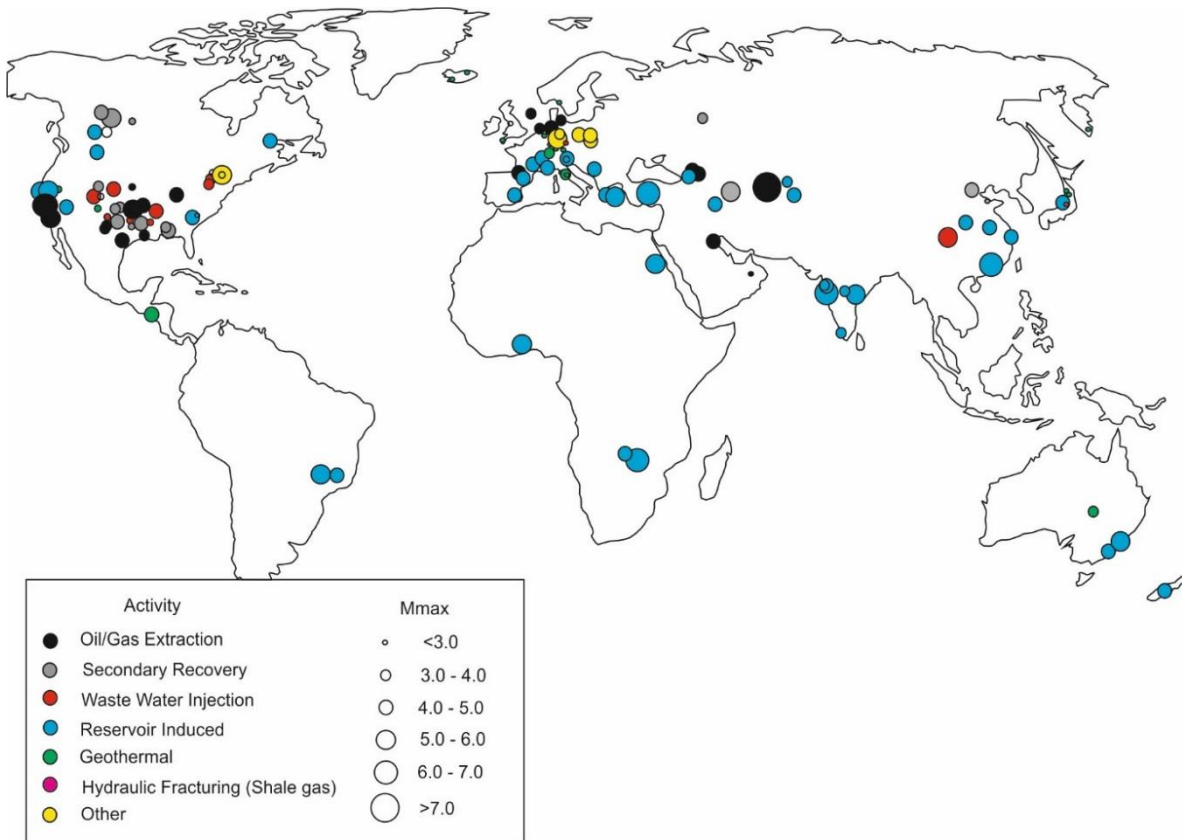 Activity
Oil/Gas Extraction
Secondary Recovery
Waste Water Injection
Reservoir Induced
Geothermal
Hydraulic Fracturing (Shale gas)
Other
Mmax
<3.0
3.0 - 4.0
4.0 - 5.0
5.0 - 6.0
6.0 - 7.0
>7.0